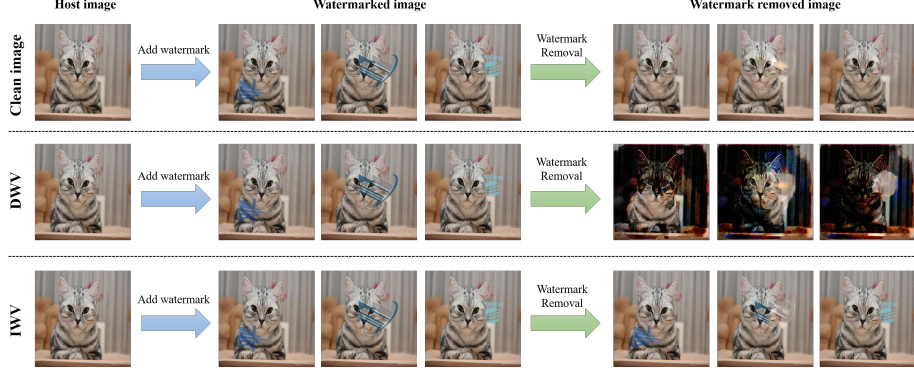 Host image
Watermarked image
Watermark removed image
Clean image
Add watermark
Watermark
Removal
DWV
Add watermark
Watermark
Removal
IWV
Add watermark
Watermark
Removal